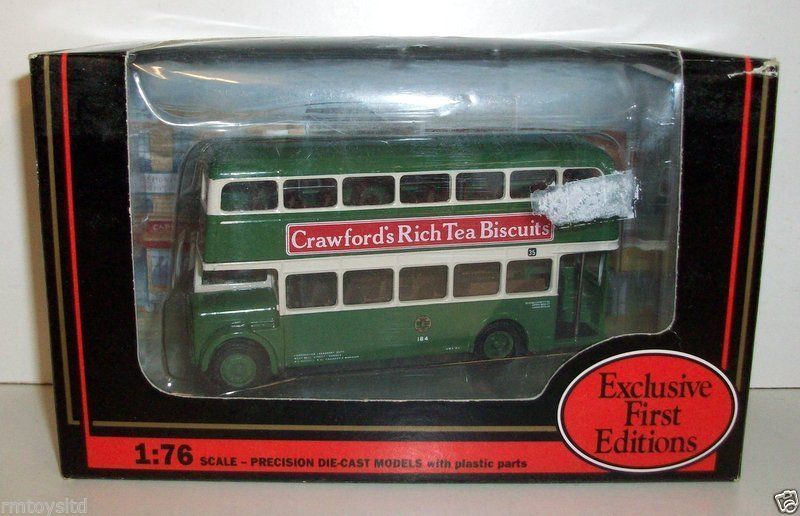 Crawford's Rich Tea Biscuits
35
184
Exclusive
First
Editions
1:76 SCALE – PRECISION DIE-CAST MODELS with plastic parts
rmtoysltd